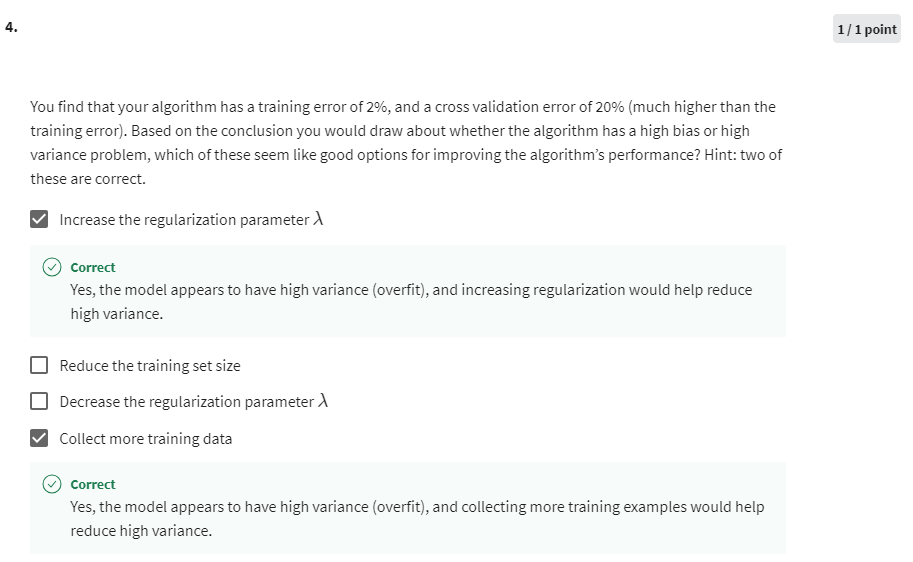 4.
1 / 1 point
You find that your algorithm has a training error of 2%, and a cross validation error of 20% (much higher than the
training error). Based on the conclusion you would draw about whether the algorithm has a high bias or high
variance problem, which of these seem like good options for improving the algorithm's performance? Hint: two of
these are correct.
Increase the regularization parameter λ
Correct
Yes, the model appears to have high variance (overfit), and increasing regularization would help reduce
high variance.
Reduce the training set size
Decrease the regularization parameter λ
Collect more training data
Correct
Yes, the model appears to have high variance (overfit), and collecting more training examples would help
reduce high variance.